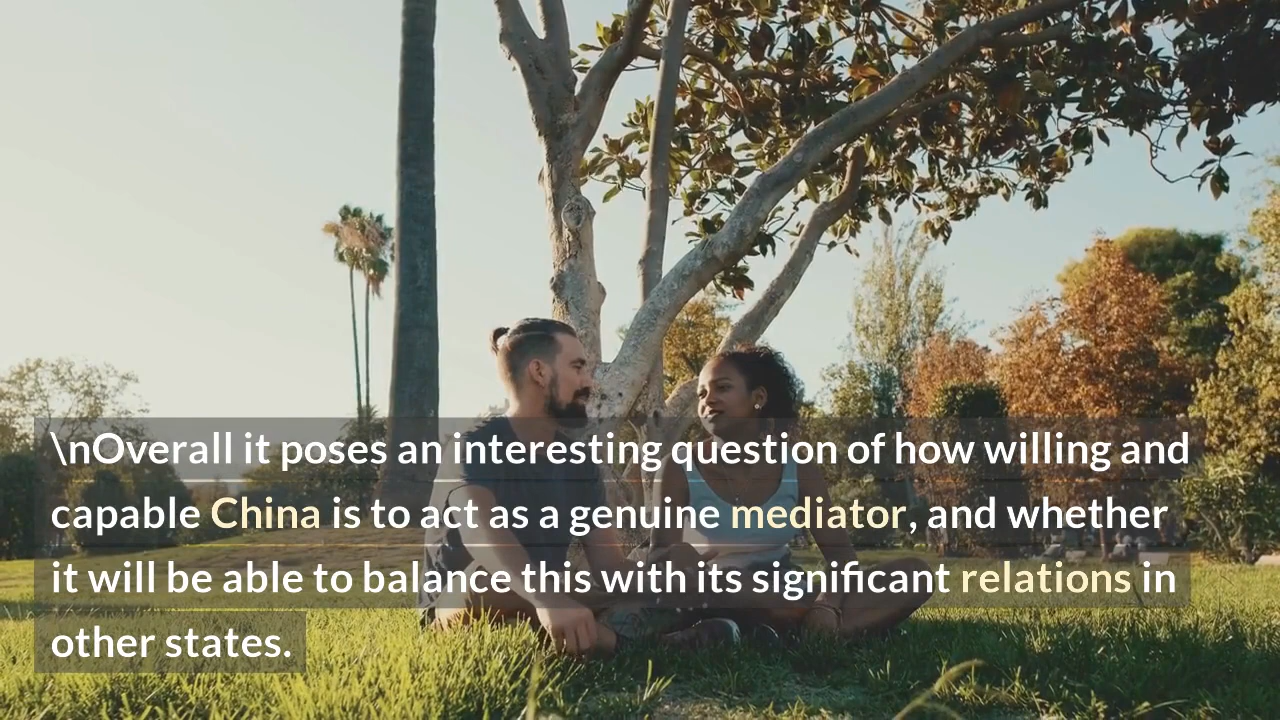 \nOverall it poses an interesting question of how willing and
capable China is to act as a genuine mediator, and whether
it will be able to balance this with its significant relations in
other states.